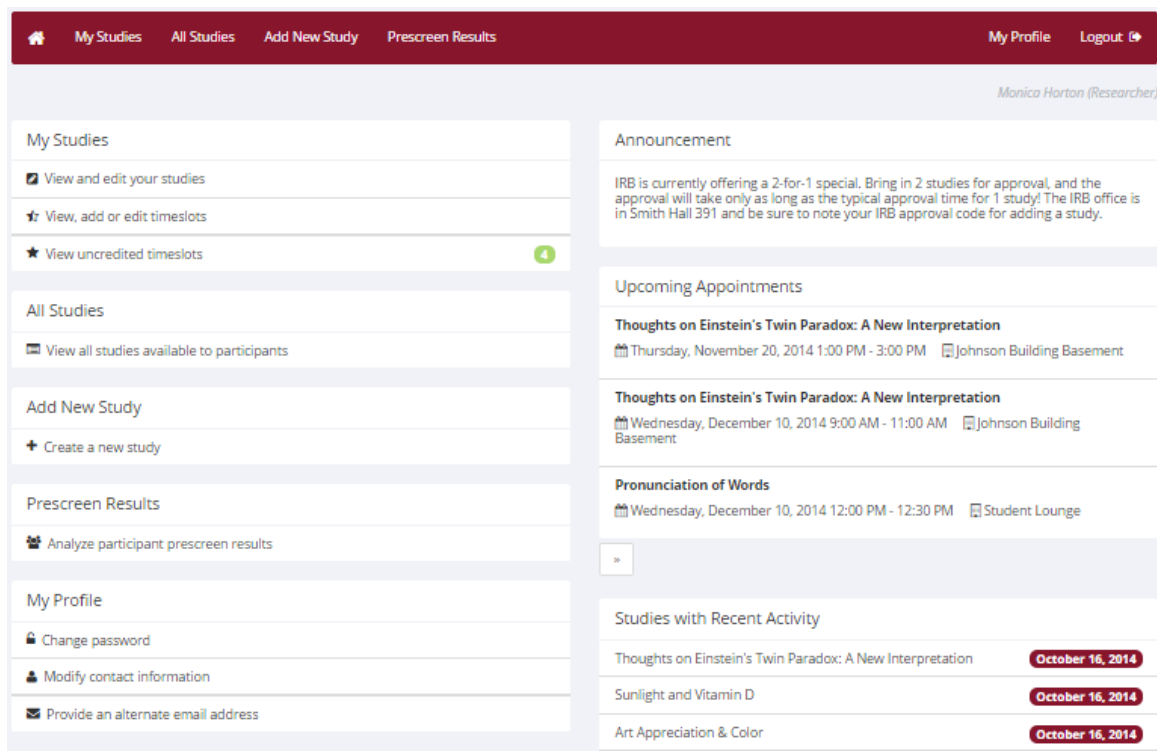 My Studies All Studies Add New Study Prescreen Results My Profile Logout
Monica Horton (Researcher)
My Studies
View and edit your studies
View, add or edit timeslots
View uncredited timeslots 4
All Studies
View all studies available to participants
Add New Study
Create a new study
Prescreen Results
Analyze participant prescreen results
My Profile
Change password
Modify contact information
Provide an alternate email address
Announcement
IRB is currently offering a 2-for-1 special. Bring in 2 studies for approval, and the
approval will take only as long as the typical approval time for 1 study! The IRB office is
in Smith Hall 391 and be sure to note your IRB approval code for adding a study.
Upcoming Appointments
Thoughts on Einstein's Twin Paradox: A New Interpretation
Thursday, November 20, 2014 1:00 PM - 3:00 PM Johnson Building Basement
Thoughts on Einstein's Twin Paradox: A New Interpretation
Wednesday, December 10, 2014 9:00 AM - 11:00 AM Johnson Building
Basement
Pronunciation of Words
Wednesday, December 10, 2014 12:00 PM - 12:30 PM Student Lounge
»
Studies with Recent Activity
Thoughts on Einstein's Twin Paradox: A New Interpretation October 16, 2014
Sunlight and Vitamin D October 16, 2014
Art Appreciation & Color October 16, 2014